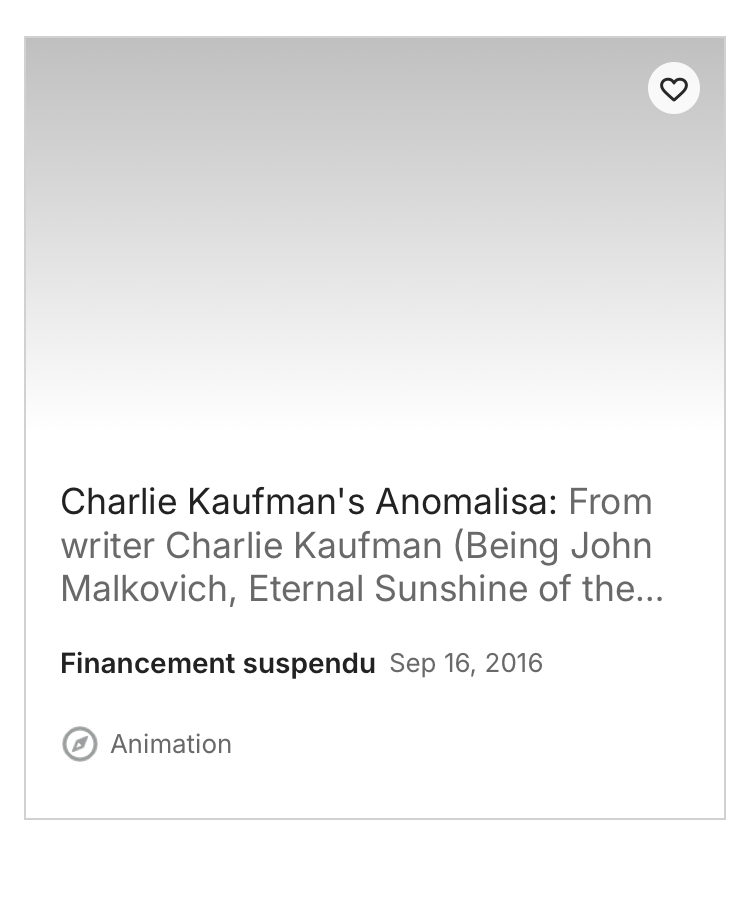 Charlie Kaufman's Anomalisa: From
writer Charlie Kaufman (Being John
Malkovich, Eternal Sunshine of the...
Financement suspendu Sep 16, 2016
Animation